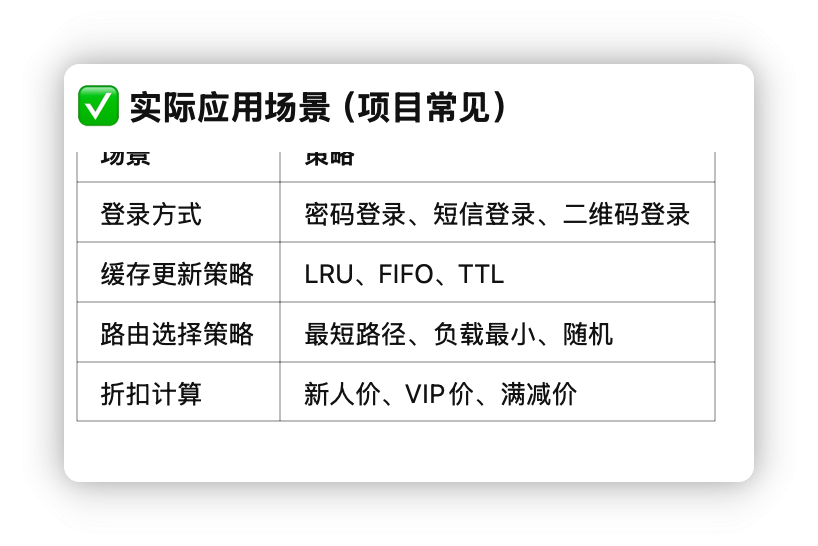 ✅ 实际应用场景（项目常见）
场景 策略
登录方式 密码登录、短信登录、二维码登录
缓存更新策略 LRU、FIFO、TTL
路由选择策略 最短路径、负载最小、随机
折扣计算 新人价、VIP价、满减价